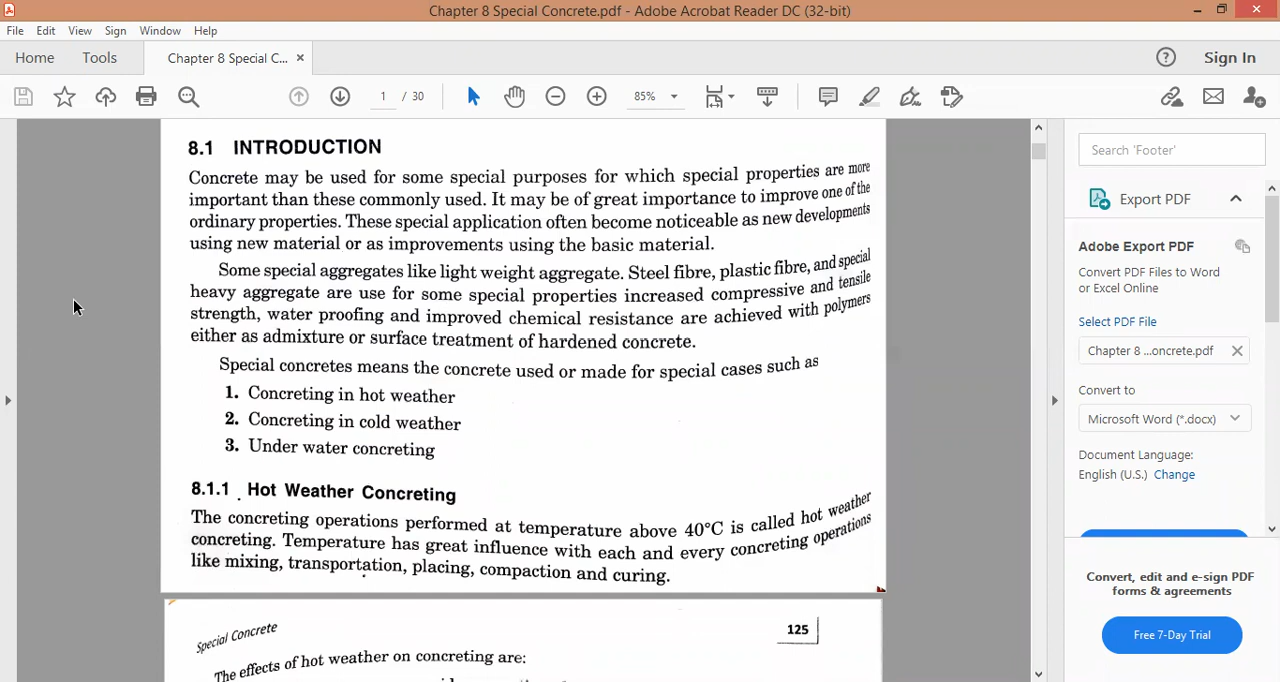 Chapter 8 Special Concrete.pdf - Adobe Acrobat Reader DC (32-bit)
File Edit View Sign Window Help
Home Tools Chapter 8 Special C... × Sign In
1 / 30 85%
8.1 INTRODUCTION
Concrete may be used for some special purposes for which special properties are more
important than these commonly used. It may be of great importance to improve one of the
ordinary properties. These special application often become noticeable as new developments
using new material or as improvements using the basic material.
Some special aggregates like light weight aggregate. Steel fibre, plastic fibre, and special
heavy aggregate are use for some special properties increased compressive and tensile
strength, water proofing and improved chemical resistance are achieved with polymers
either as admixture or surface treatment of hardened concrete.
Special concretes means the concrete used or made for special cases such as
1. Concreting in hot weather
2. Concreting in cold weather
3. Under water concreting
8.1.1 Hot Weather Concreting
The concreting operations performed at temperature above 40°C is called hot weather
concreting. Temperature has great influence with each and every concreting operations
like mixing, transportation, placing, compaction and curing.
Special Concrete 125
The effects of hot weather on concreting are:
Search 'Footer'
Export PDF
Adobe Export PDF
Convert PDF Files to Word
or Excel Online
Select PDF File
Chapter 8 ...oncrete.pdf
Convert to
Microsoft Word (*.docx)
Document Language:
English (U.S.) Change
Convert, edit and e-sign PDF
forms & agreements
Free 7-Day Trial